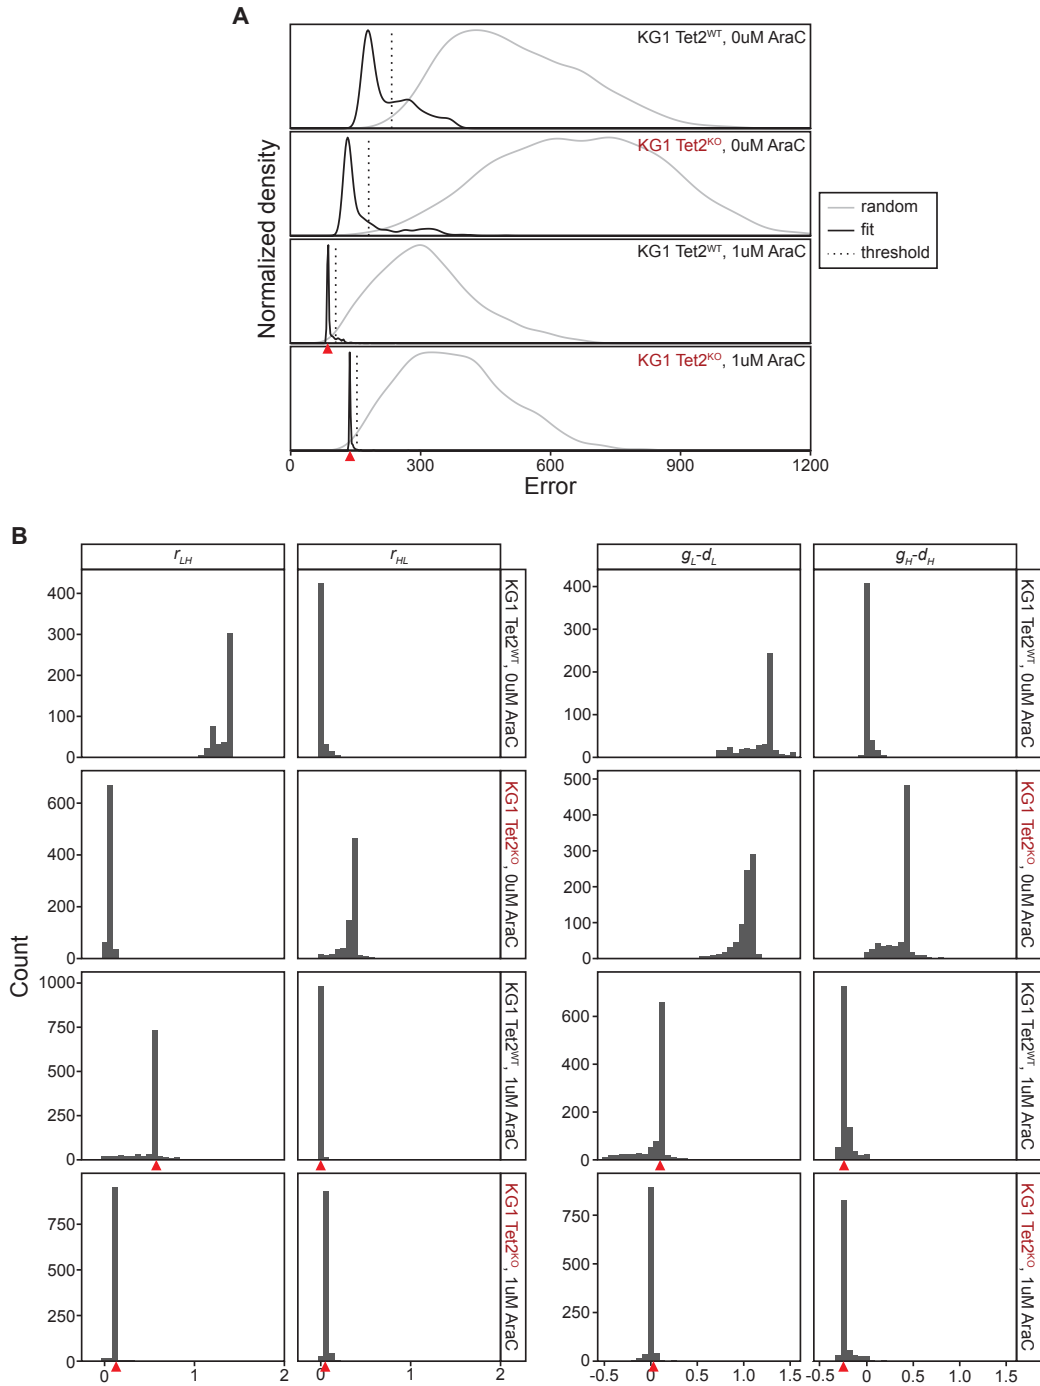 A
KG1 Tet2WT, 0uM AraC
KG1 Tet2KO, 0uM AraC
KG1 Tet2WT, 1uM AraC
KG1 Tet2KO, 1uM AraC
Normalized density
random
fit
threshold
0 300 600 900 1200
Error
B
rLH rHL gL-dL gH-dH
Count
400
300
200
100
0
400
300
200
100
0
KG1 Tet2WT, 0uM AraC
KG1 Tet2WT, 0uM AraC
600
400
200
0
500
400
300
200
100
0
KG1 Tet2KO, 0uM AraC
KG1 Tet2KO, 0uM AraC
1000
750
500
250
0
600
400
200
0
KG1 Tet2WT, 1uM AraC
KG1 Tet2WT, 1uM AraC
750
500
250
0
750
500
250
0
KG1 Tet2KO, 1uM AraC
KG1 Tet2KO, 1uM AraC
0 1 2 0 1 2 -0.5 0 0.5 1.0 1.5 -0.5 0 0.5 1.0 1.5